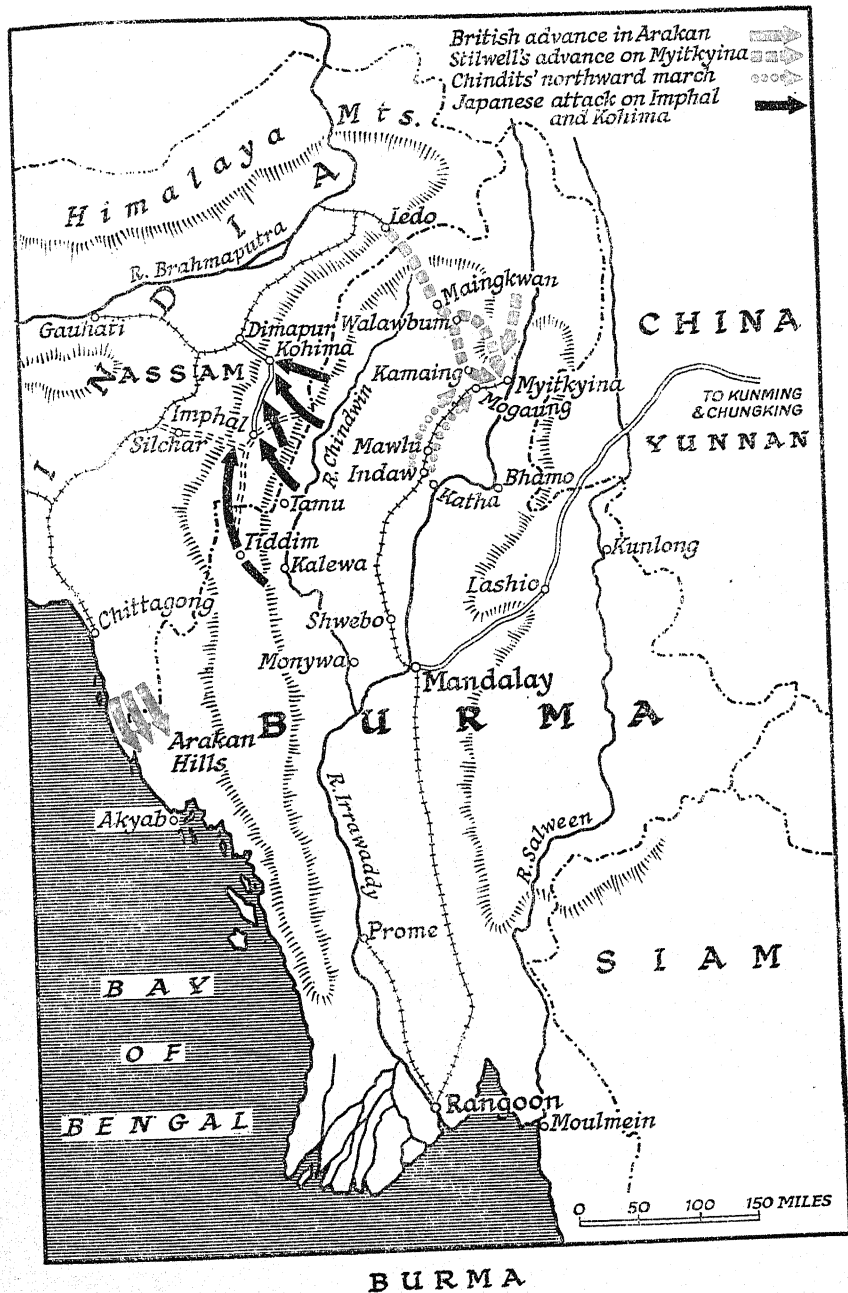 British advance in Arakan
Stilwell's advance on Myitkyina
Chindits' northward march
Japanese attack on Imphal
and Kohima
Himalaya Mts.
INDIA
Ledo
R. Brahmaputra
Maingkwan
Gauhati
Dimapur
Walawbum
Kohima
CHINA
ASSAM
Kamaing
Myitkyina
Mogaung
TO KUNMING
& CHUNGKING
Imphal
Silchar
R. Chindwin
YUNNAN
Mawlu
Indaw
Bhamo
Katha
Tamu
Tiddim
Kunlong
Kalewa
Lashio
Chittagong
Shwebo
Monywa
Mandalay
BURMA
Arakan
Hills
R. Irrawaddy
Akyab
R. Salween
Prome
SIAM
BAY
OF
BENGAL
Rangoon
Moulmein
0 50 100 150 MILES
BURMA